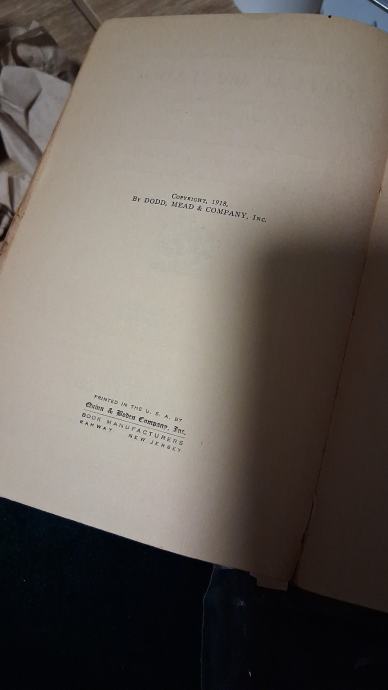 Copyright, 1918,
By DODD, MEAD & COMPANY, Inc.
PRINTED IN THE U. S. A. BY
Quinn & Boden Company, Inc.
BOOK MANUFACTURERS
RAHWAY NEW JERSEY